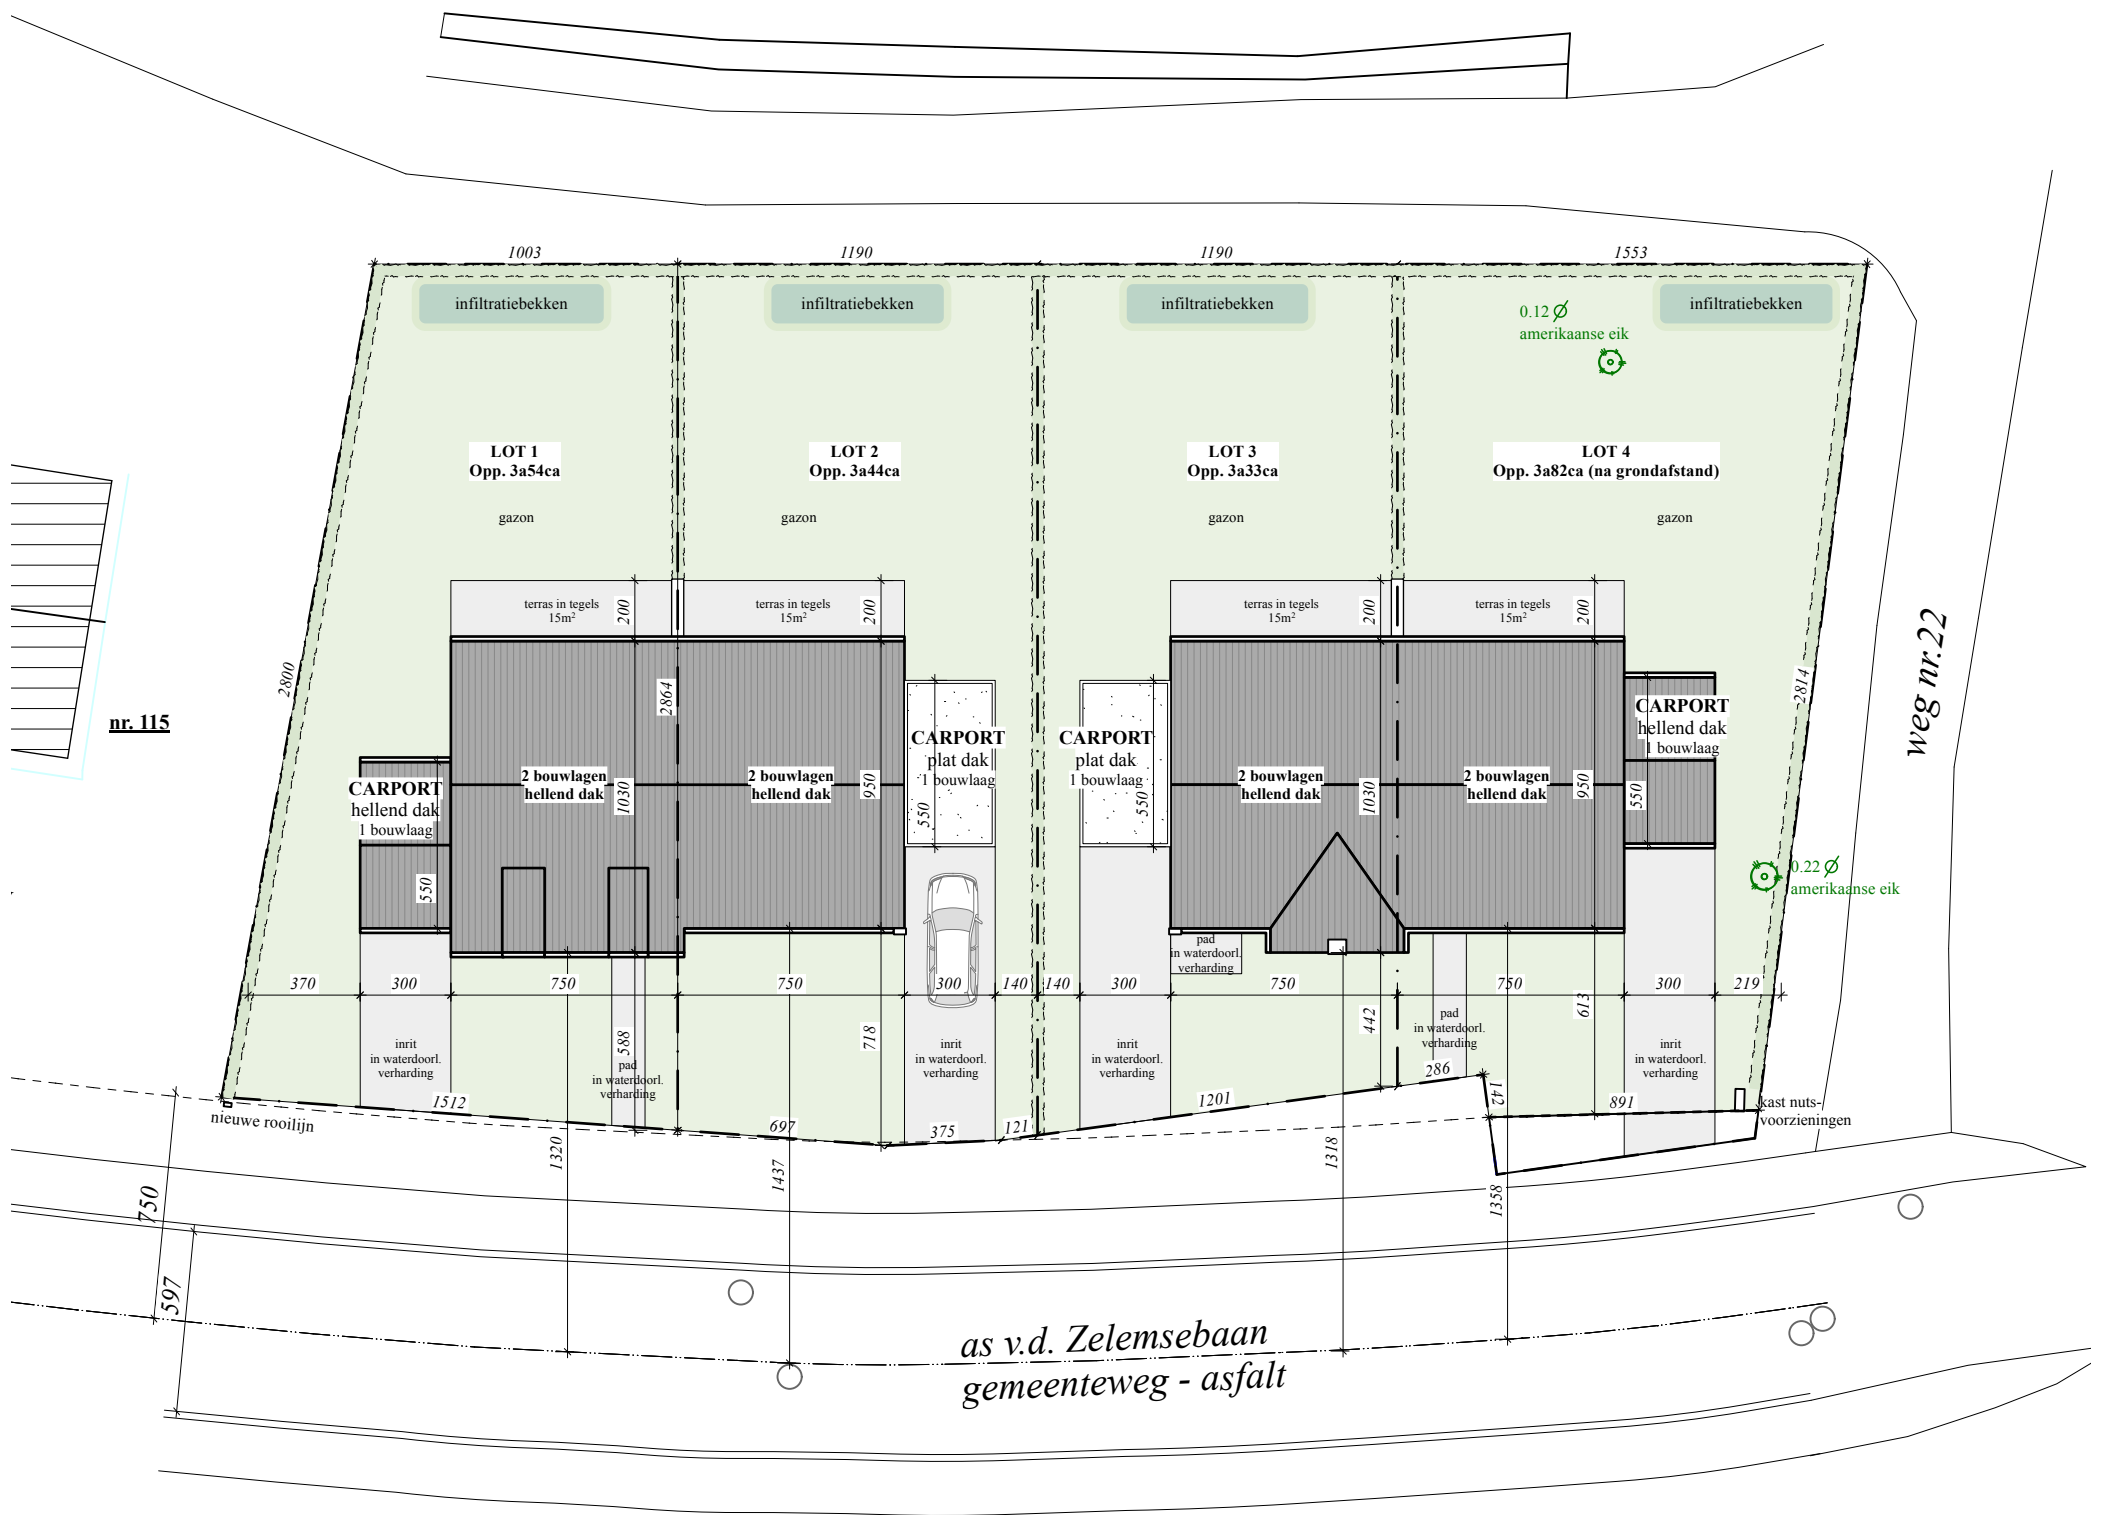 1003
1190
1190
1553
infiltratiebekken
infiltratiebekken
infiltratiebekken
infiltratiebekken
0.12 Ø
amerikaanse eik
LOT 1
Opp. 3a54ca
LOT 2
Opp. 3a44ca
LOT 3
Opp. 3a33ca
LOT 4
Opp. 3a82ca (na grondafstand)
gazon
gazon
gazon
gazon
terras in tegels
15m²
200
terras in tegels
15m²
200
terras in tegels
15m²
200
terras in tegels
15m²
200
weg nr.22
2800
2864
2814
nr. 115
CARPORT
hellend dak
1 bouwlaag
550
2 bouwlagen
hellend dak
1030
2 bouwlagen
hellend dak
950
CARPORT
plat dak
1 bouwlaag
550
CARPORT
plat dak
1 bouwlaag
550
2 bouwlagen
hellend dak
1030
2 bouwlagen
hellend dak
950
CARPORT
hellend dak
1 bouwlaag
550
0.22 Ø
amerikaanse eik
pad
in waterdoorl.
verharding
370
300
750
750
300
140
140
300
750
750
300
219
588
718
442
613
inrit
in waterdoorl.
verharding
pad
in waterdoorl.
verharding
inrit
in waterdoorl.
verharding
inrit
in waterdoorl.
verharding
pad
in waterdoorl.
verharding
inrit
in waterdoorl.
verharding
nieuwe rooilijn
1512
697
375
121
1201
286
142
891
kast nuts-
voorzieningen
1320
1437
1318
1358
750
597
as v.d. Zelemsebaan
gemeenteweg - asfalt